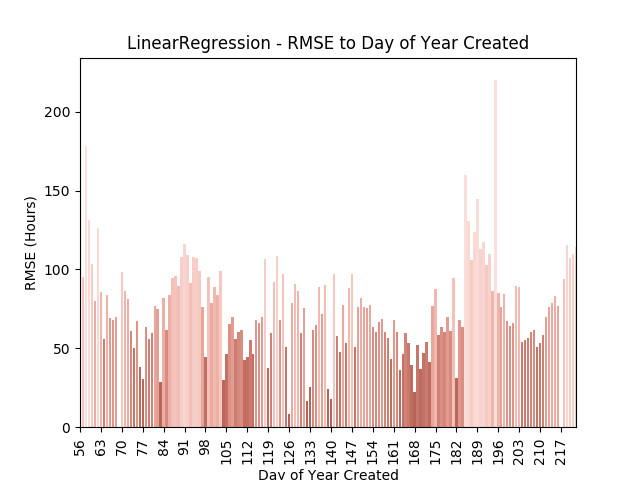 LinearRegression - RMSE to Day of Year Created
RMSE (Hours)
200
150
100
50
0
56 63 70 77 84 91 98 105 112 119 126 133 140 147 154 161 168 175 182 189 196 203 210 217
Day of Year Created